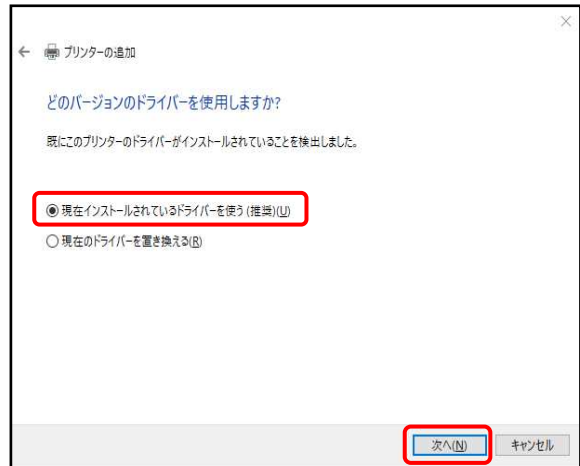 プリンターの追加
どのバージョンのドライバーを使用しますか?
既にこのプリンターのドライバーがインストールされていることを検出しました。
現在インストールされているドライバーを使う(推奨)(U)
現在のドライバーを置き換える(R)
次へ(N) キャンセル